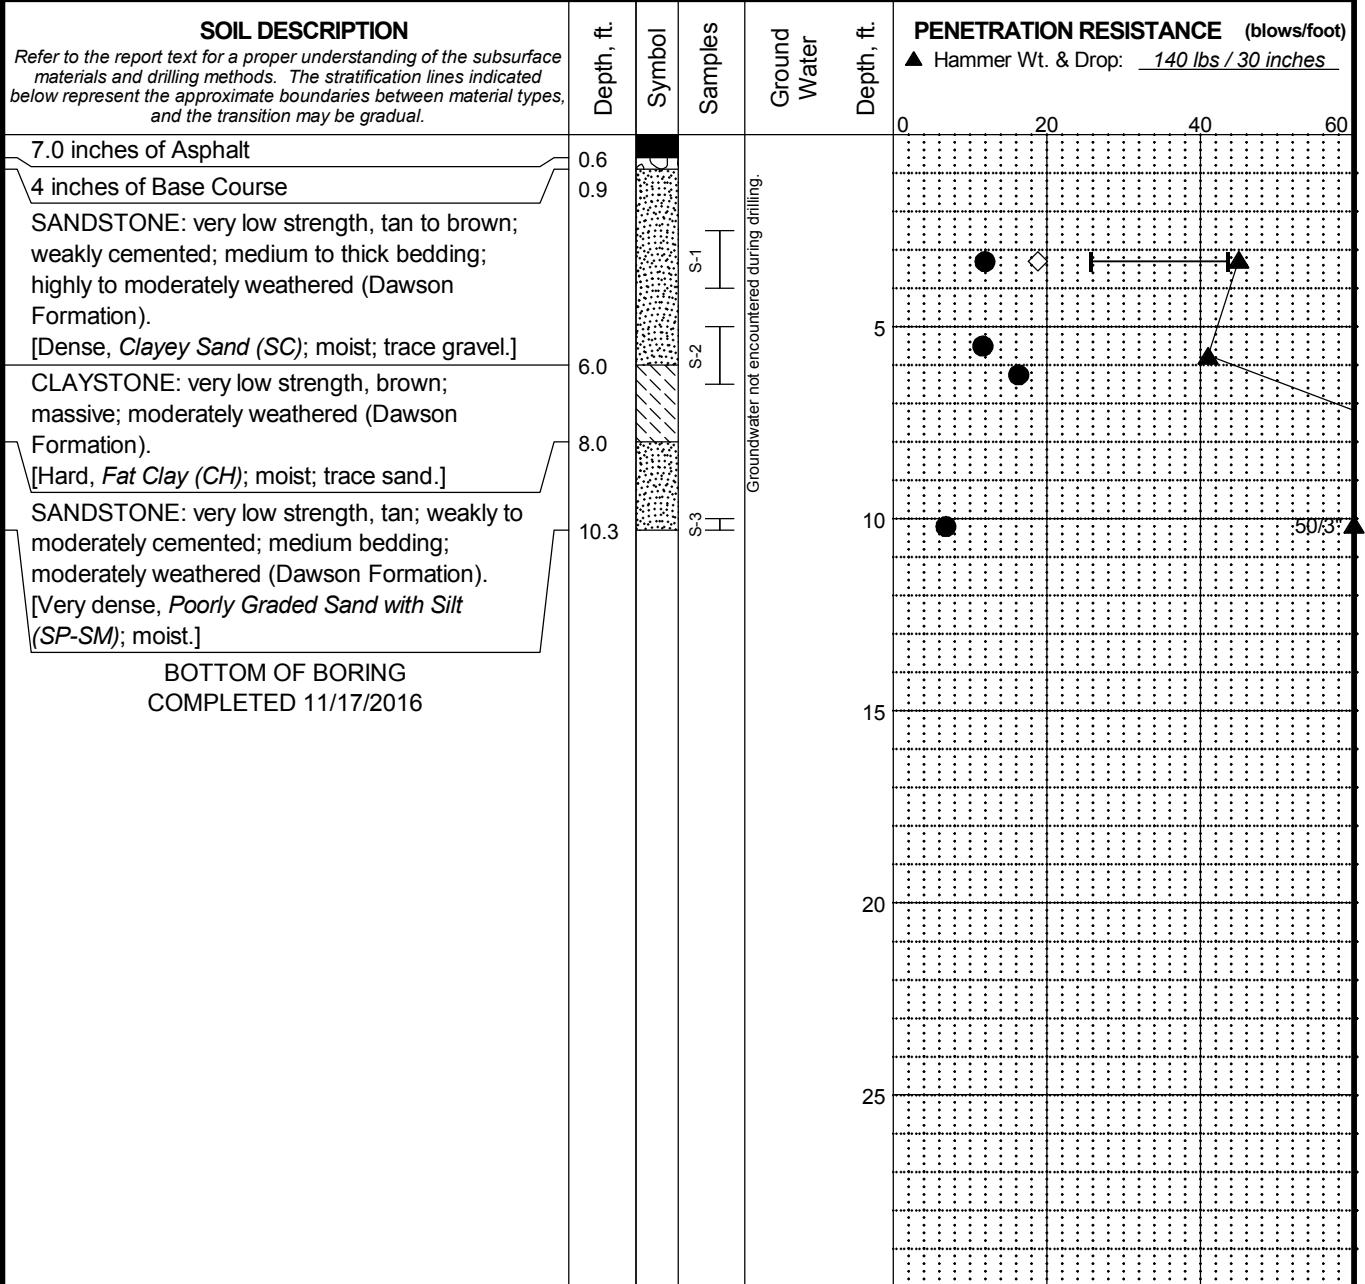 SOIL DESCRIPTION
Refer to the report text for a proper understanding of the subsurface
materials and drilling methods. The stratification lines indicated
below represent the approximate boundaries between material types,
and the transition may be gradual.
Depth, ft.
Symbol
Samples
Ground
Water
Depth, ft.
PENETRATION RESISTANCE (blows/foot)
▲ Hammer Wt. & Drop: 140 lbs / 30 inches
0 20 40 60
7.0 inches of Asphalt
0.6
4 inches of Base Course
0.9
SANDSTONE: very low strength, tan to brown;
weakly cemented; medium to thick bedding;
highly to moderately weathered (Dawson
Formation).
[Dense, Clayey Sand (SC); moist; trace gravel.]
6.0
CLAYSTONE: very low strength, brown;
massive; moderately weathered (Dawson
Formation).
8.0
[Hard, Fat Clay (CH); moist; trace sand.]
SANDSTONE: very low strength, tan; weakly to
moderately cemented; medium bedding;
10.3
moderately weathered (Dawson Formation).
[Very dense, Poorly Graded Sand with Silt
(SP-SM); moist.]
BOTTOM OF BORING
COMPLETED 11/17/2016
S-1
S-2
S-3
Groundwater not encountered during drilling.
5
10
50/3"
15
20
25